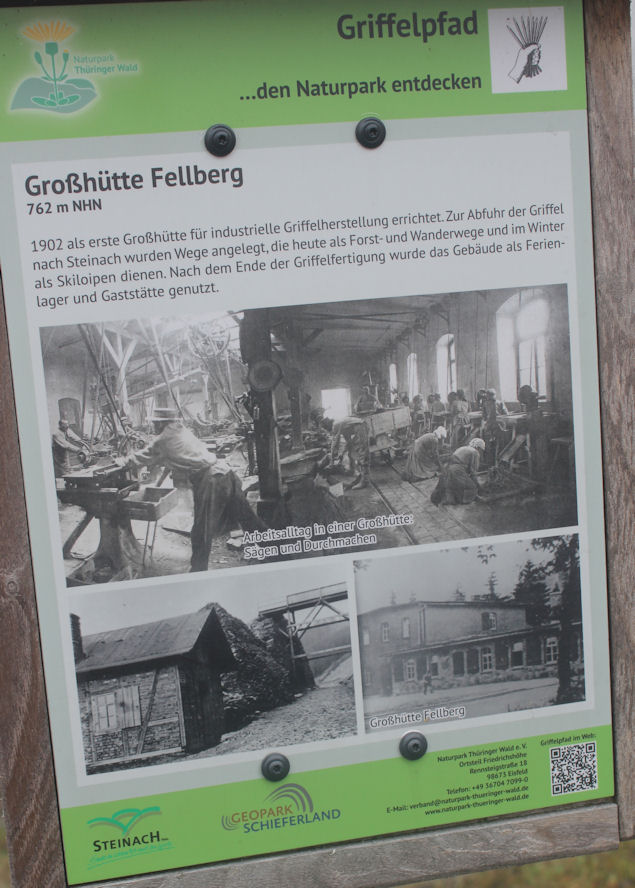 Naturpark
Thüringer Wald
Griffelpfad
...den Naturpark entdecken
Großhütte Fellberg
762 m NHN
1902 als erste Großhütte für industrielle Griffelherstellung errichtet. Zur Abfuhr der Griffel
nach Steinach wurden Wege angelegt, die heute als Forst- und Wanderwege und im Winter
als Skiloipen dienen. Nach dem Ende der Griffelfertigung wurde das Gebäude als Ferien-
lager und Gaststätte genutzt.
Arbeitsalltag in einer Großhütte:
Sägen und Durchmachen
Großhütte Fellberg
STEINACH
GEOPARK
SCHIEFERLAND
Naturpark Thüringer Wald e. V.
Ortsteil Friedrichshöhe
Rennsteigstraße 18
98673 Eisfeld
Telefon: +49 36704 7099-0
E-Mail: verband@naturpark-thueringer-wald.de
www.naturpark-thueringer-wald.de
Griffelpfad im Web: